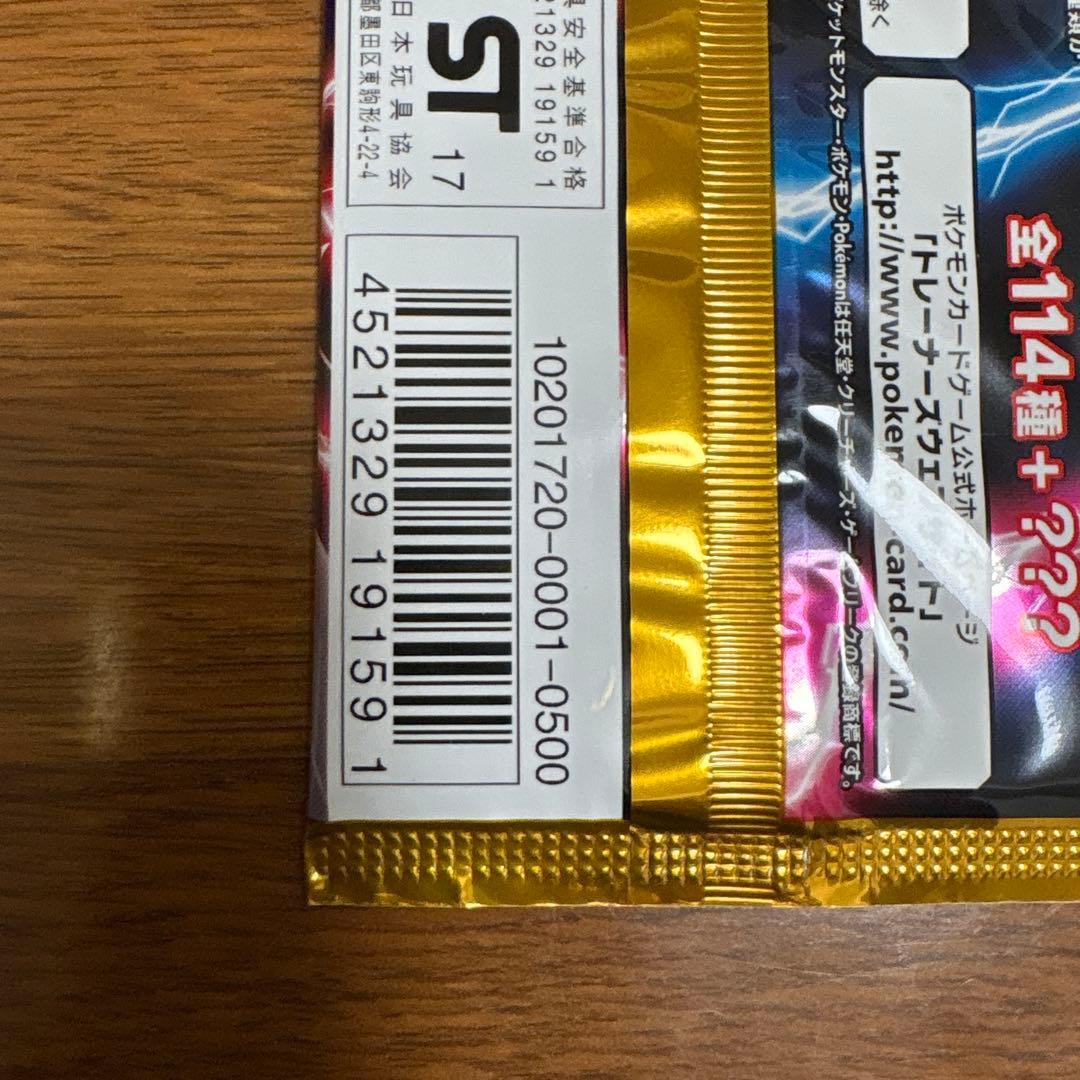 具安全基準合格
21329 19159 1
ST
17
日本玩具協会
都墨田区東駒形4-22-4
10201720-0001-0500
4 521329 191591
除く
ケットモンスター・ポケモン・Pokémonは任天堂・クリーチャーズ・ゲームフリークの登録商標です。
全114種+???
ポケモンカードゲーム公式ホームページ
「トレーナーズウェブサイト」
http://www.pokemon-card.com/